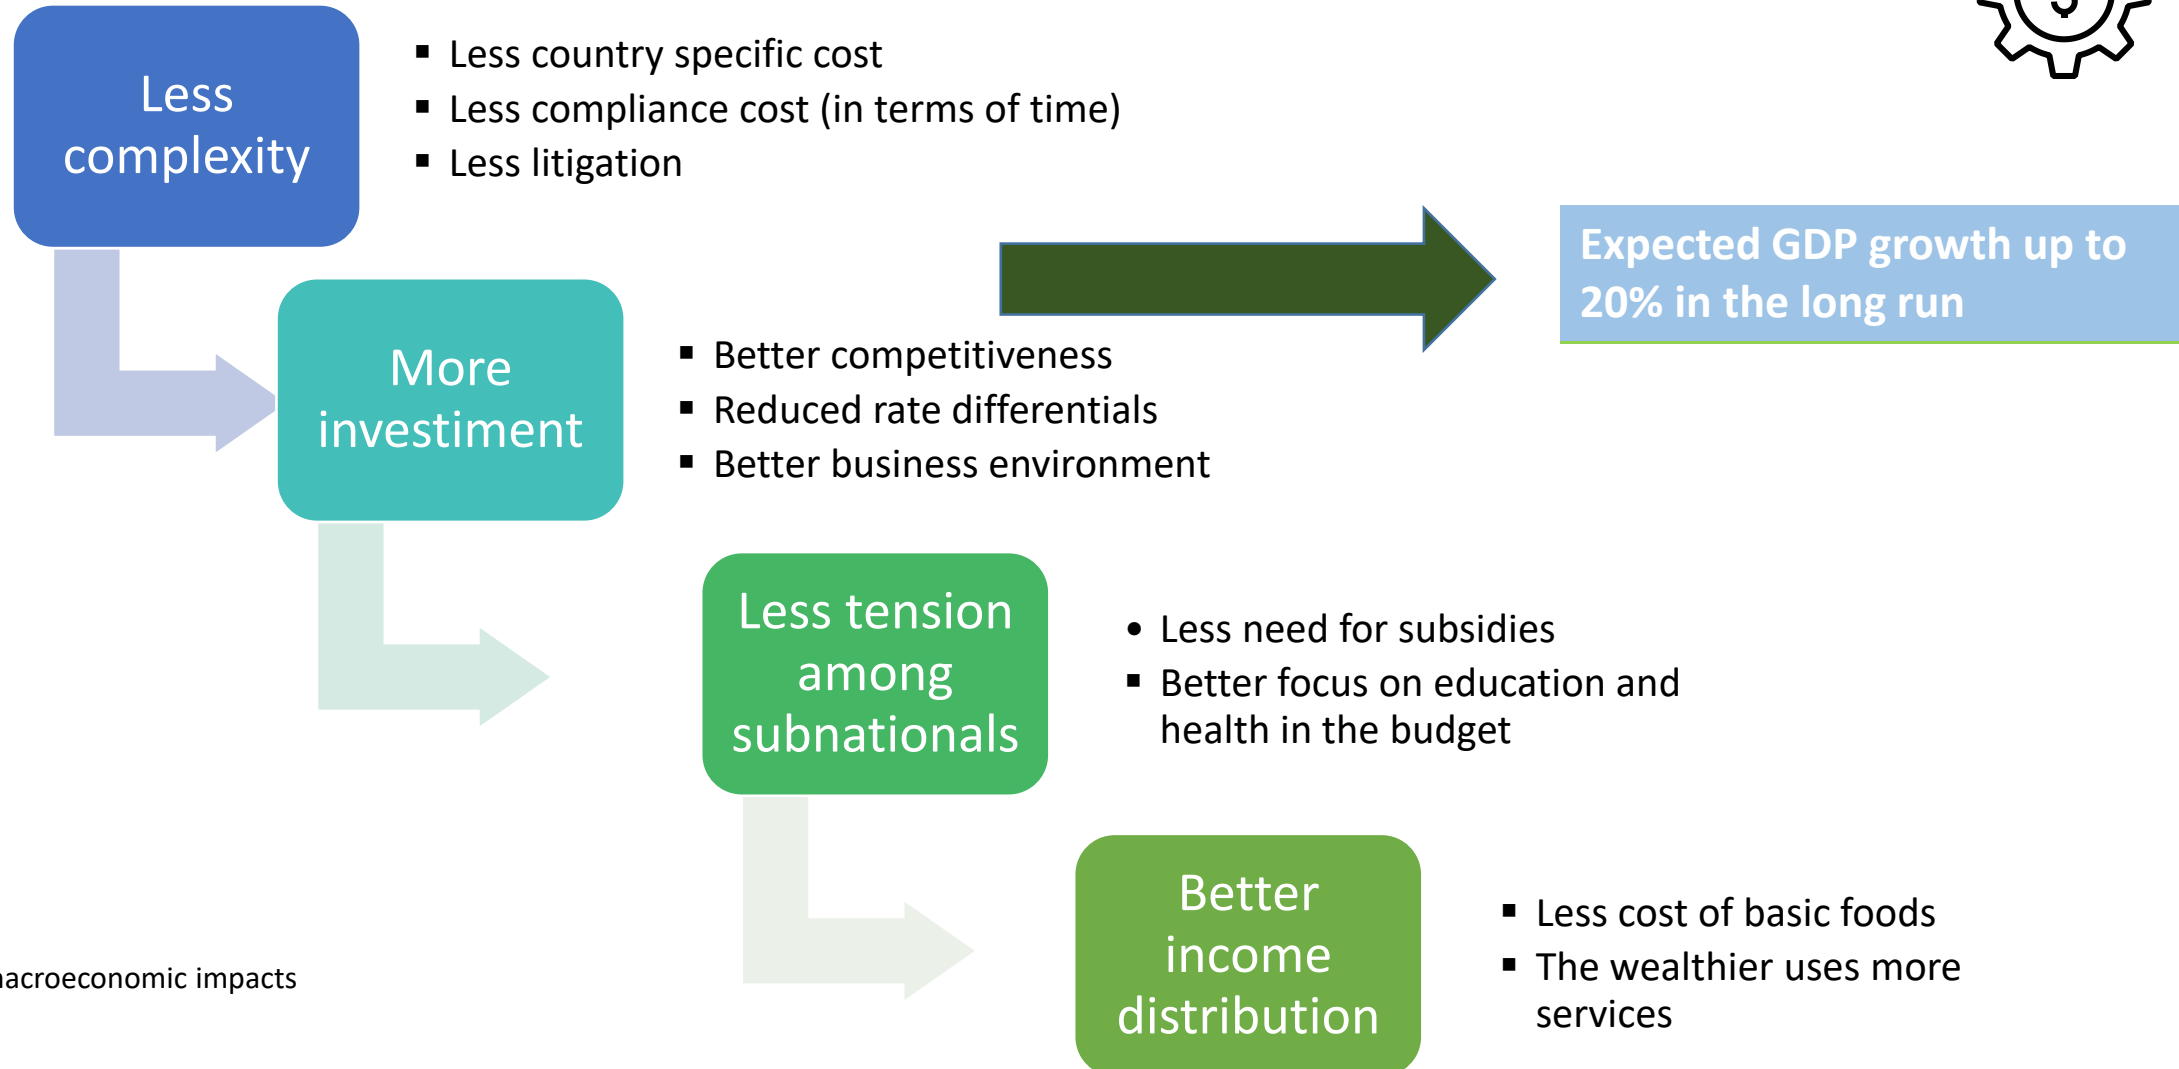 Less
complexity
▪ Less country specific cost
▪ Less compliance cost (in terms of time)
▪ Less litigation
Expected GDP growth up to
20% in the long run
More
investiment
▪ Better competitiveness
▪ Reduced rate differentials
▪ Better business environment
Less tension
among
subnationals
• Less need for subsidies
▪ Better focus on education and
health in the budget
Better
income
distribution
▪ Less cost of basic foods
▪ The wealthier uses more
services
impacts